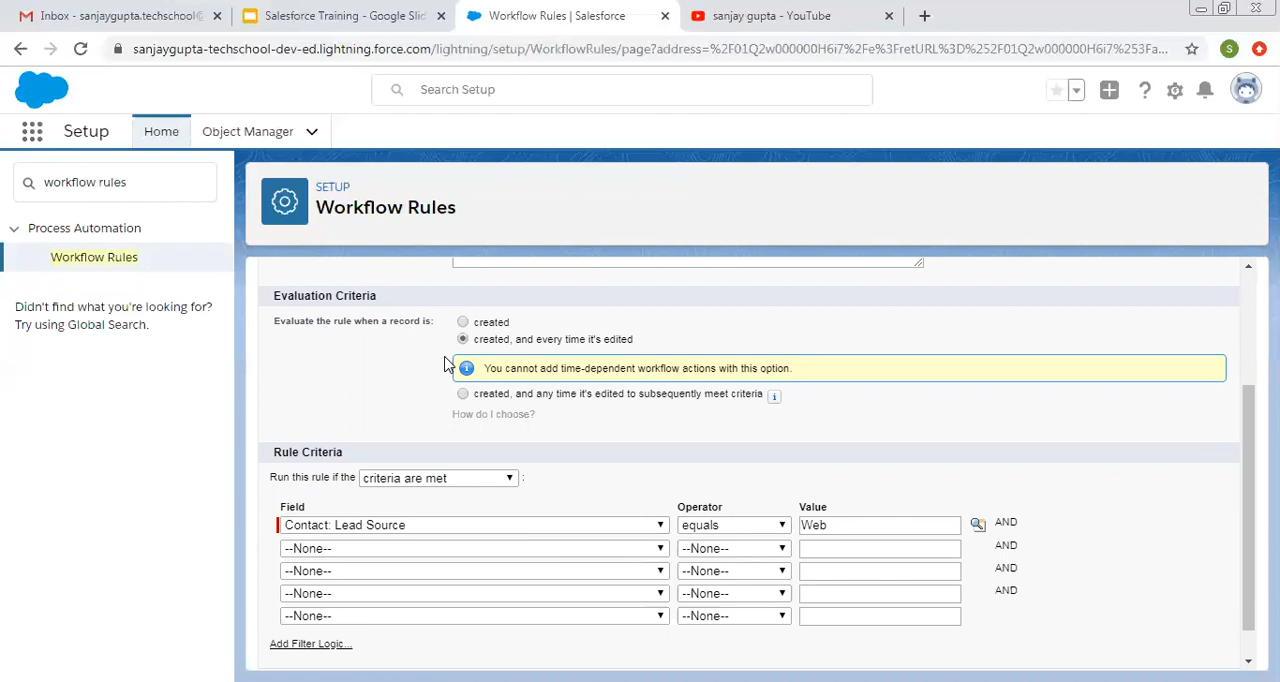 Inbox - sanjaygupta.techschool@
Salesforce Training - Google Slid
Workflow Rules | Salesforce
sanjay gupta - YouTube
sanjaygupta-techschool-dev-ed.lightning.force.com/lightning/setup/WorkflowRules/page?address=%2F01Q2w000000H6i7%2Fe%3FretURL%3D%252F01Q2w000000H6i7%253Fa...
S
Search Setup
Setup
Home
Object Manager
workflow rules
Process Automation
Workflow Rules
Didn't find what you're looking for?
Try using Global Search.
SETUP
Workflow Rules
Evaluation Criteria
Evaluate the rule when a record is:
created
created, and every time it's edited
You cannot add time-dependent workflow actions with this option.
created, and any time it's edited to subsequently meet criteria
How do I choose?
Rule Criteria
Run this rule if the criteria are met :
Field Operator Value
Contact: Lead Source equals Web AND
--None-- --None-- AND
--None-- --None-- AND
--None-- --None-- AND
--None-- --None--
Add Filter Logic...